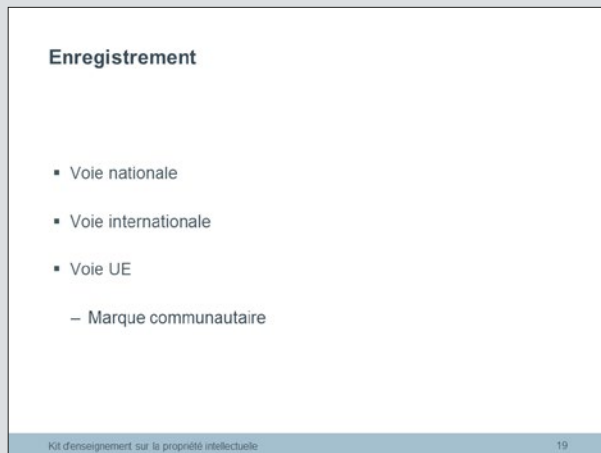 Enregistrement
▪ Voie nationale
▪ Voie internationale
▪ Voie UE
– Marque communautaire
Kit d'enseignement sur la propriété intellectuelle 19